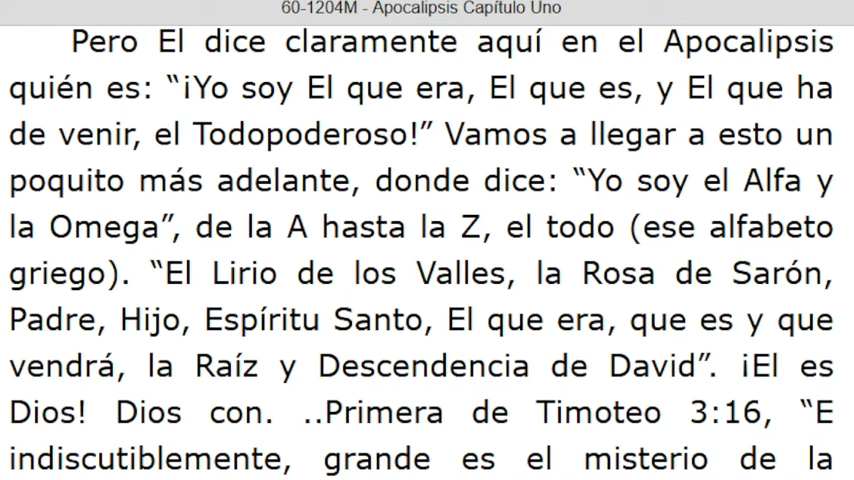 60-1204M - Apocalipsis Capítulo Uno
Pero El dice claramente aquí en el Apocalipsis
quién es: “¡Yo soy El que era, El que es, y El que ha
de venir, el Todopoderoso!” Vamos a llegar a esto un
poquito más adelante, donde dice: “Yo soy el Alfa y
la Omega”, de la A hasta la Z, el todo (ese alfabeto
griego). “El Lirio de los Valles, la Rosa de Sarón,
Padre, Hijo, Espíritu Santo, El que era, que es y que
vendrá, la Raíz y Descendencia de David”. ¡El es
Dios! Dios con. ..Primera de Timoteo 3:16, “E
indiscutiblemente, grande es el misterio de la